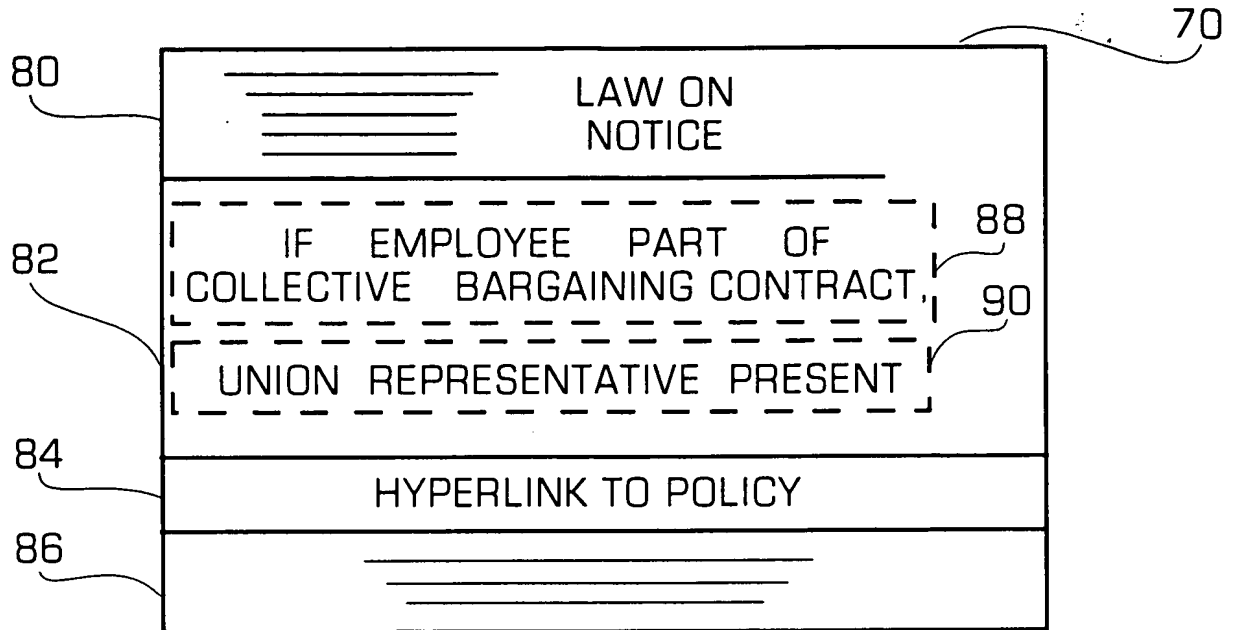 70
80
LAW ON
NOTICE
IF EMPLOYEE PART OF
COLLECTIVE BARGAINING CONTRACT,
88
82
90
UNION REPRESENTATIVE PRESENT
84
HYPERLINK TO POLICY
86